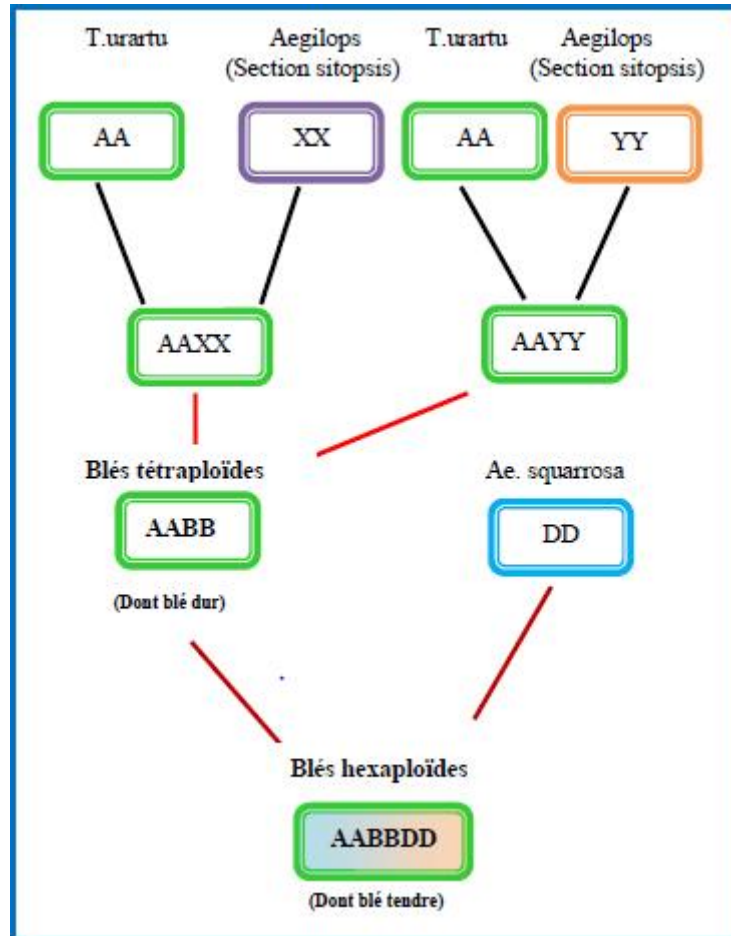 T.urartu Aegilops T.urartu Aegilops
(Section sitopsis) (Section sitopsis)
AA XX AA YY
AAXX AAYY
Blés tétraploïdes Ae. squarrosa
AABB DD
(Dont blé dur)
Blés hexaploïdes
AABBDD
(Dont blé tendre)